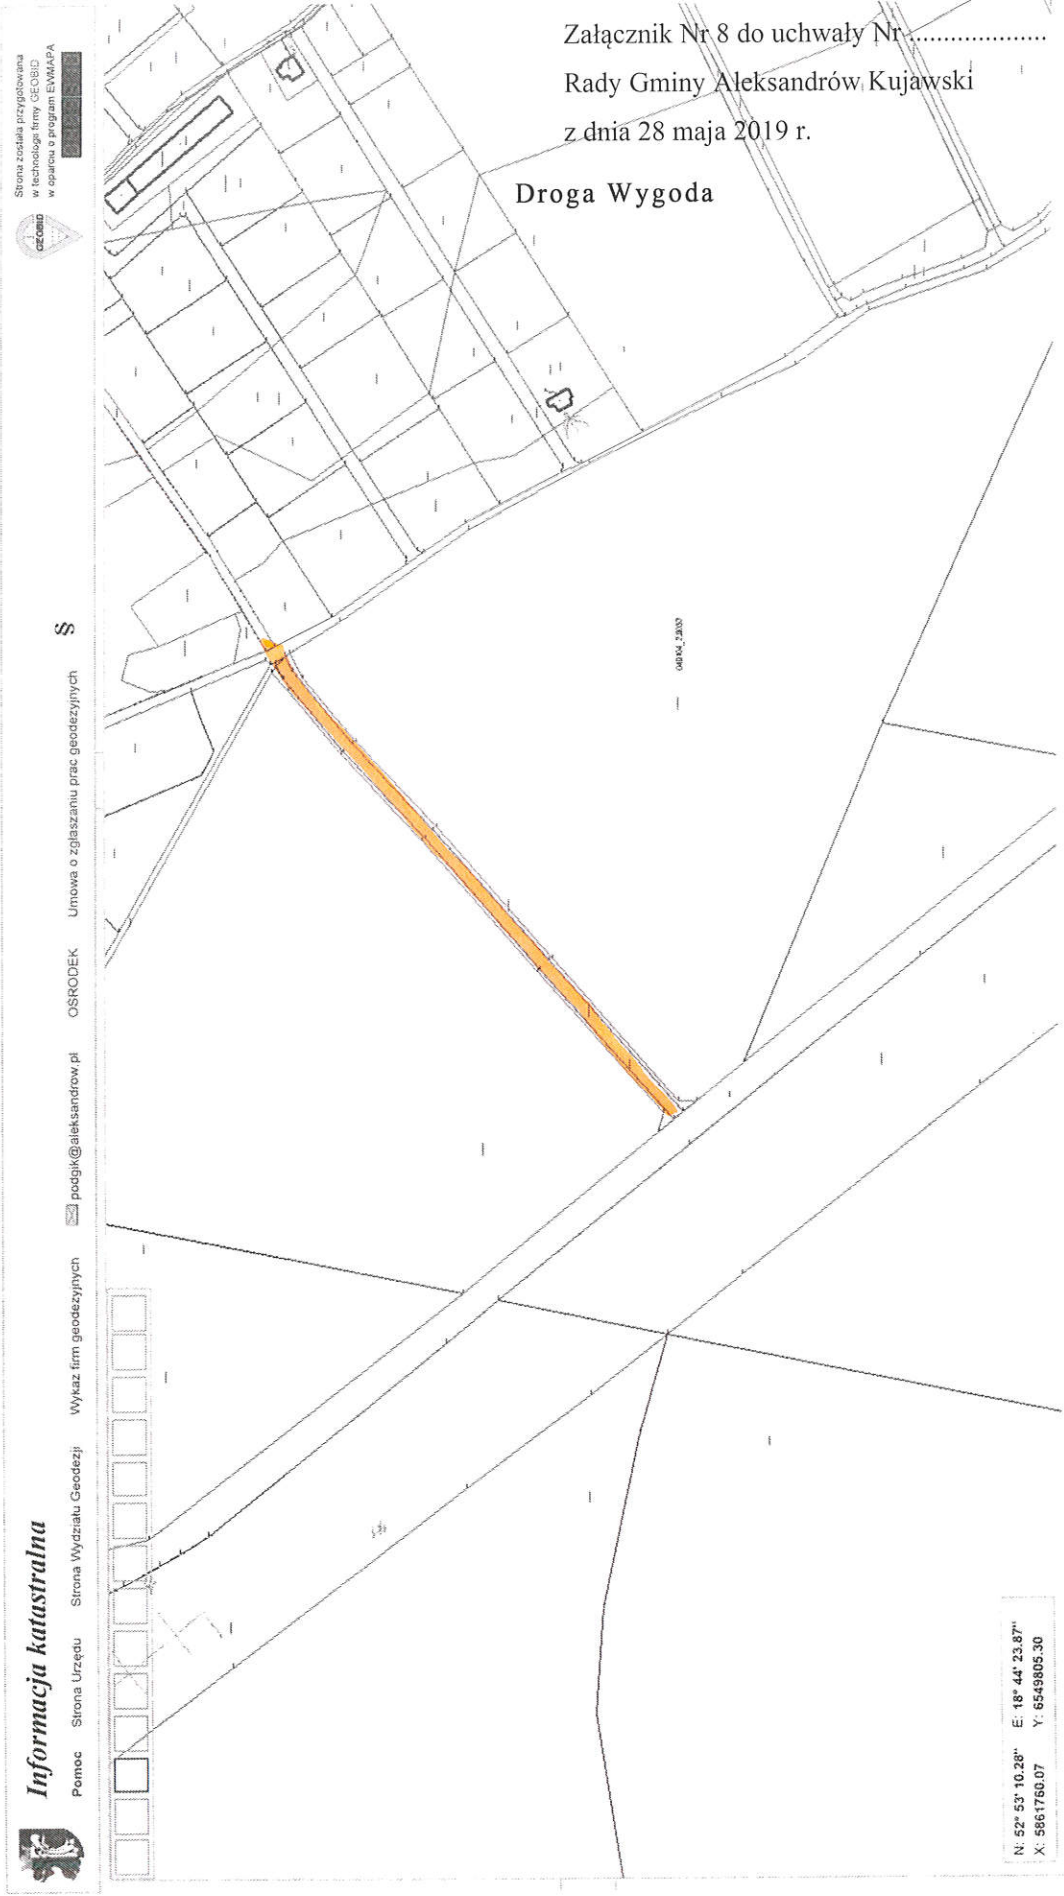 Załącznik Nr 8 do uchwały Nr.....................
Rady Gminy Aleksandrów Kujawski
z dnia 28 maja 2019 r.
Droga Wygoda
Informacja katastralna
Pomoc
Strona Urzędu
Strona Wydziału Geodezji
Wykaz firm geodezyjnych
podgik@aleksandrow.pl
OŚRODEK
Umowa o zgłaszaniu prac geodezyjnych
§
GEOBID
Strona została przygotowana
w technologii firmy GEOBID
w oparciu o program EWMAPA
N: 52° 53' 10.28" E: 18° 44' 23.87"
X: 5861760.07 Y: 6549805.30